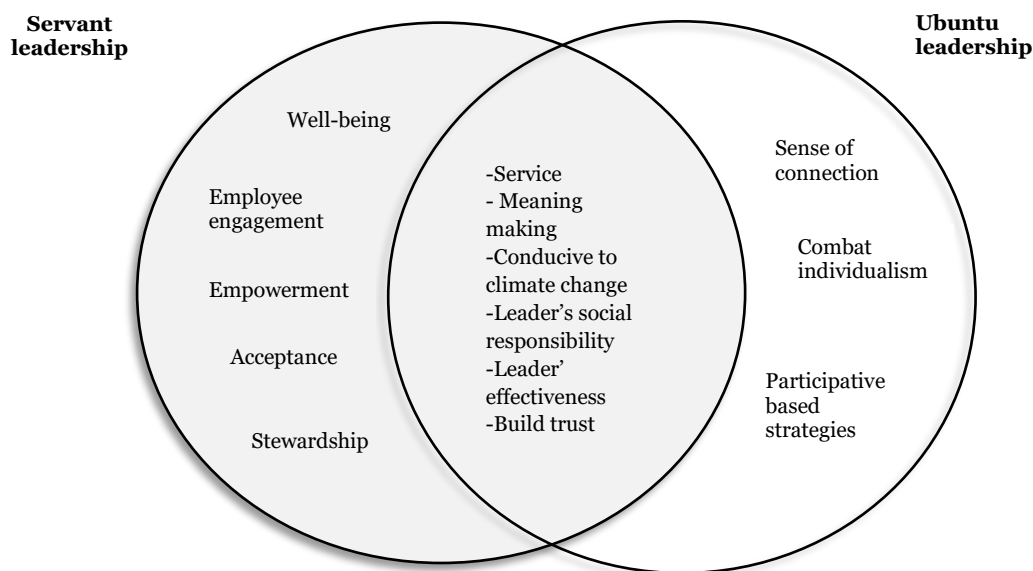 Servant
leadership
Ubuntu
leadership
Well-being
Employee
engagement
Empowerment
Acceptance
Stewardship
-Service
- Meaning
making
-Conducive to
climate change
-Leader's social
responsibility
-Leader'
effectiveness
-Build trust
Sense of
connection
Combat
individualism
Participative
based
strategies